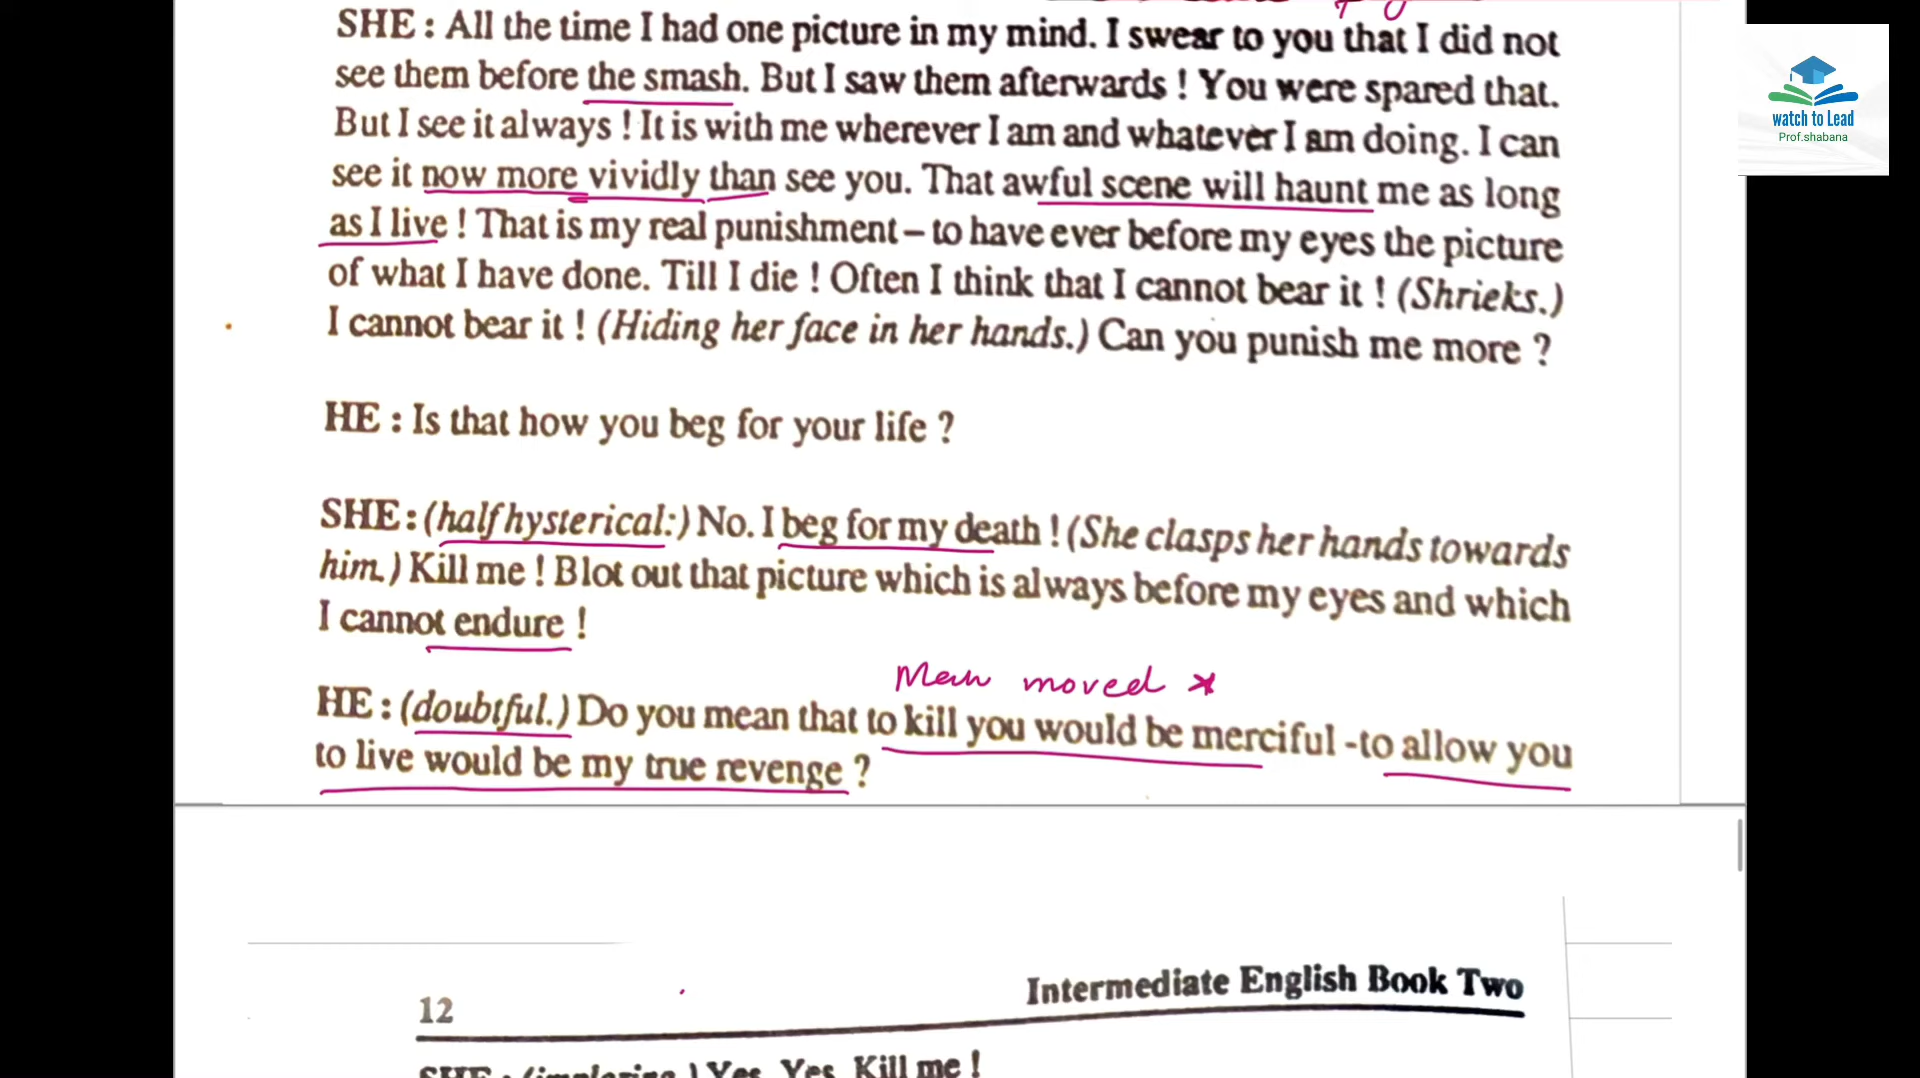 SHE : All the time I had one picture in my mind. I swear to you that I did not
see them before the smash. But I saw them afterwards ! You were spared that.
But I see it always ! It is with me wherever I am and whatever I am doing. I can
see it now more vividly than see you. That awful scene will haunt me as long
as I live ! That is my real punishment – to have ever before my eyes the picture
of what I have done. Till I die ! Often I think that I cannot bear it ! (Shrieks.)
I cannot bear it ! (Hiding her face in her hands.) Can you punish me more ?
HE : Is that how you beg for your life ?
SHE : (half hysterical:) No. I beg for my death ! (She clasps her hands towards
him.) Kill me ! Blot out that picture which is always before my eyes and which
I cannot endure !
Man moved *
HE : (doubtful.) Do you mean that to kill you would be merciful -to allow you
to live would be my true revenge ?
12
Intermediate English Book Two
SHE : (imploring.) Yes, Yes, Kill me !
watch to Lead
Prof.shabana